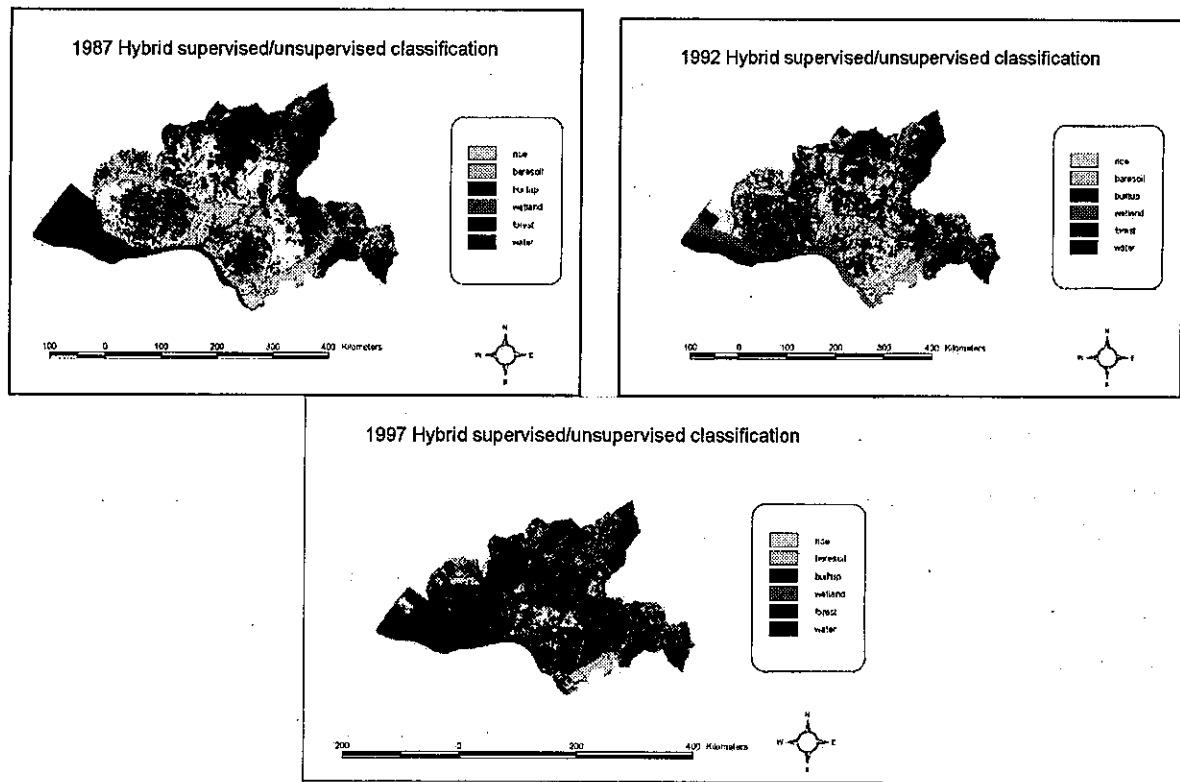 1987 Hybrid supervised/unsupervised classification
rice
baresoil
builtup
wetland
forest
water
100 0 100 200 300 400 Kilometers
N
W E
S
1992 Hybrid supervised/unsupervised classification
rice
baresoil
builtup
wetland
forest
water
100 0 100 200 300 400 Kilometers
N
W E
S
1997 Hybrid supervised/unsupervised classification
rice
baresoil
builtup
wetland
forest
water
200 0 200 400 Kilometers
N
W E
S